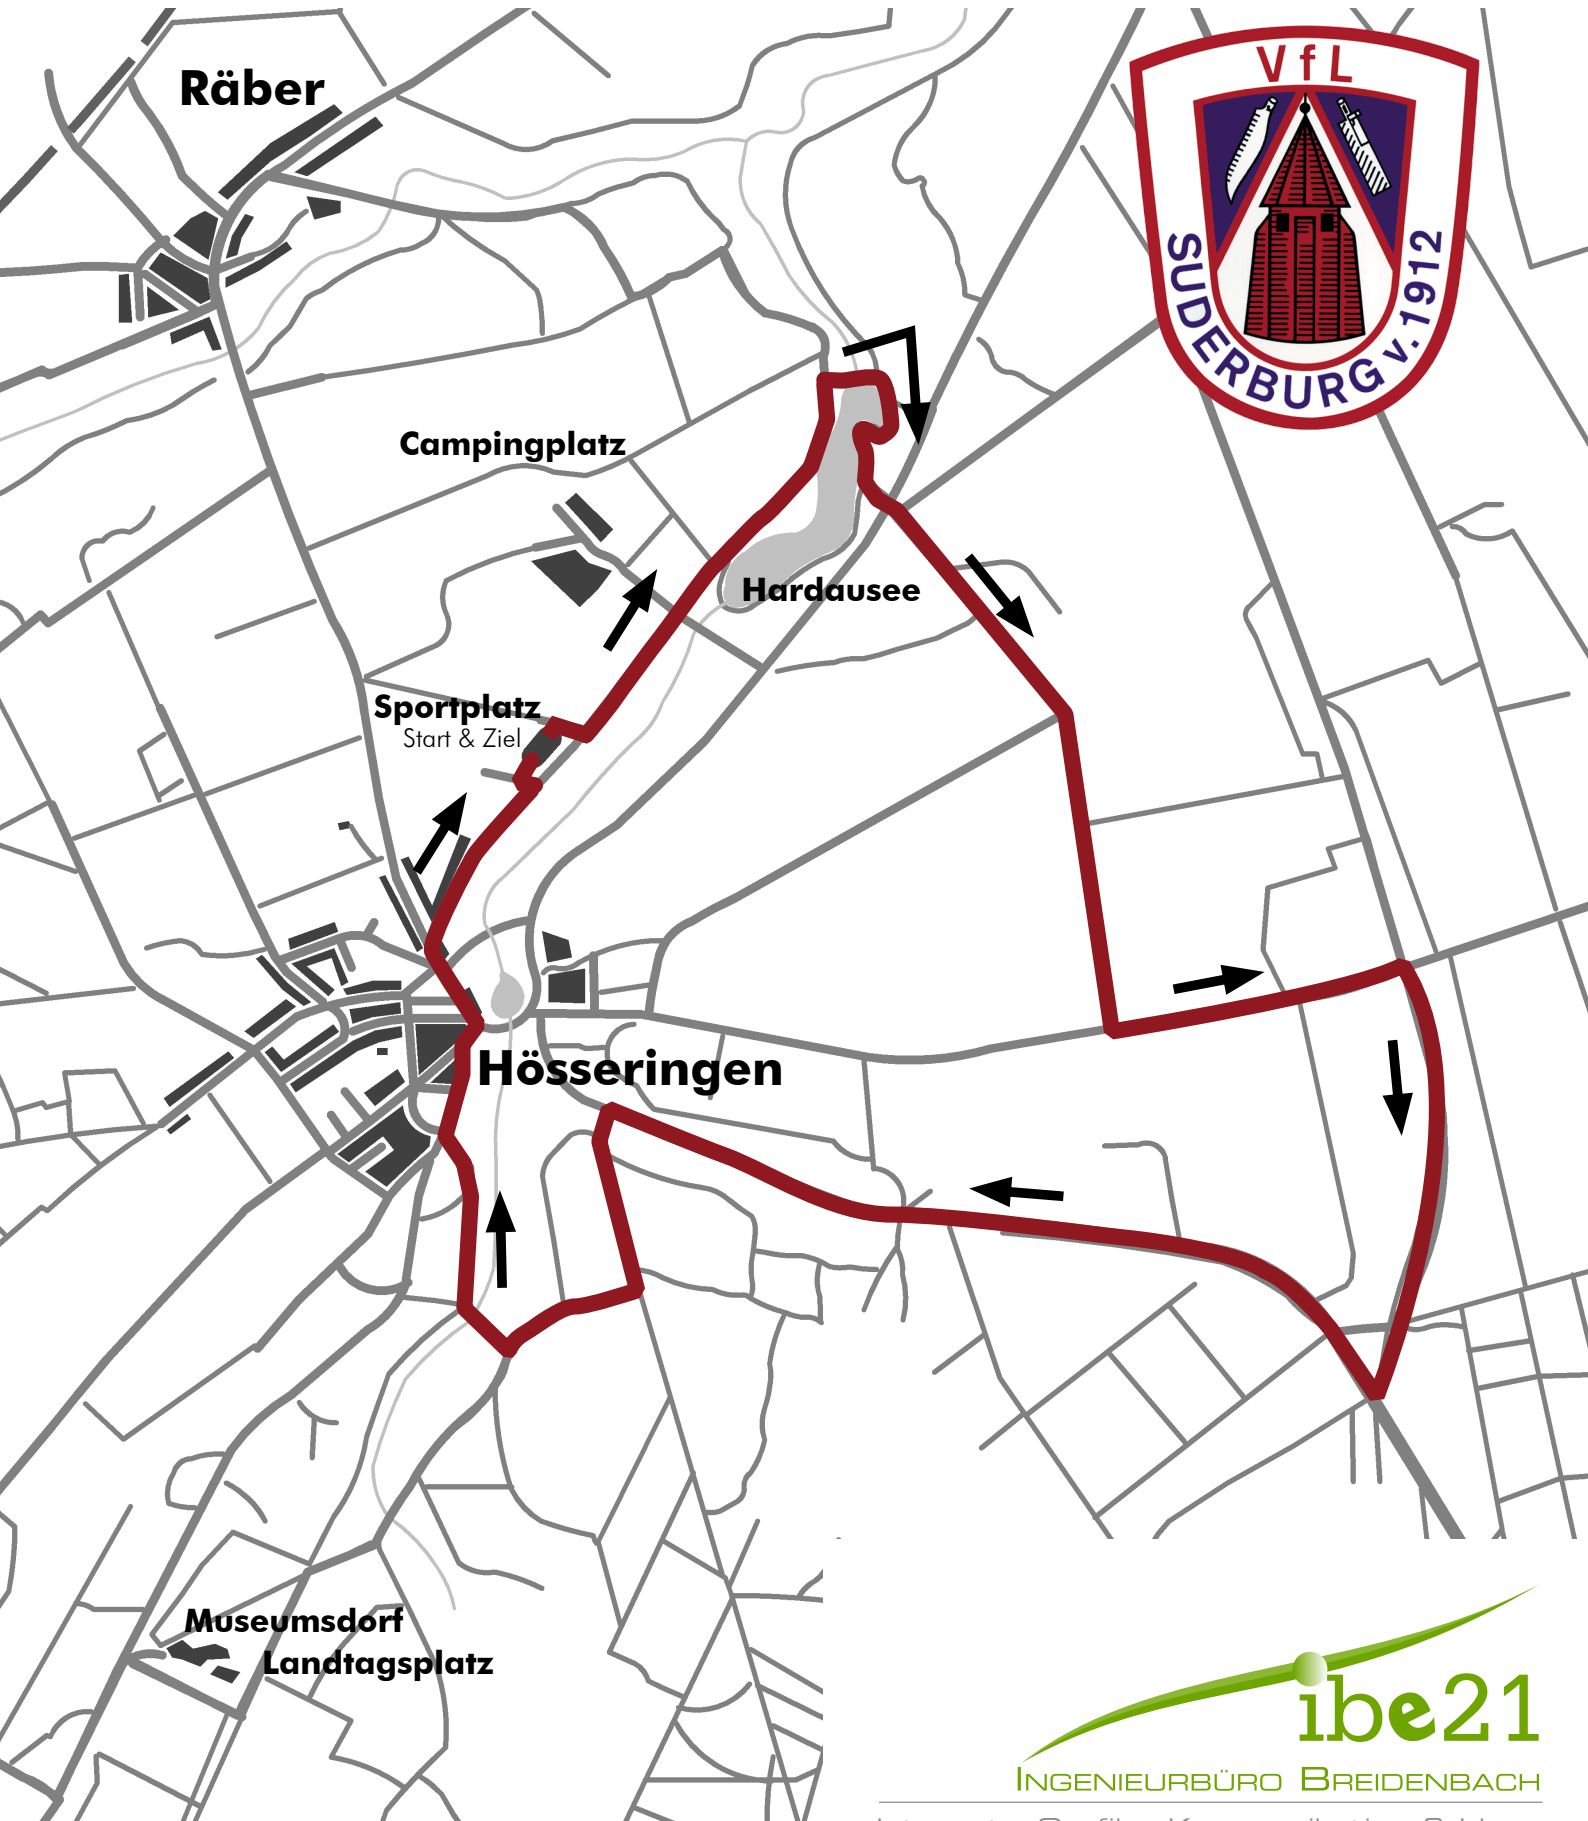 Räber
VfL
SUDERBURG v. 1912
Campingplatz
Hardausee
Sportplatz
Start & Ziel
Hösseringen
Museumsdorf
Landtagsplatz
ibe21
INGENIEURBÜRO BREIDENBACH